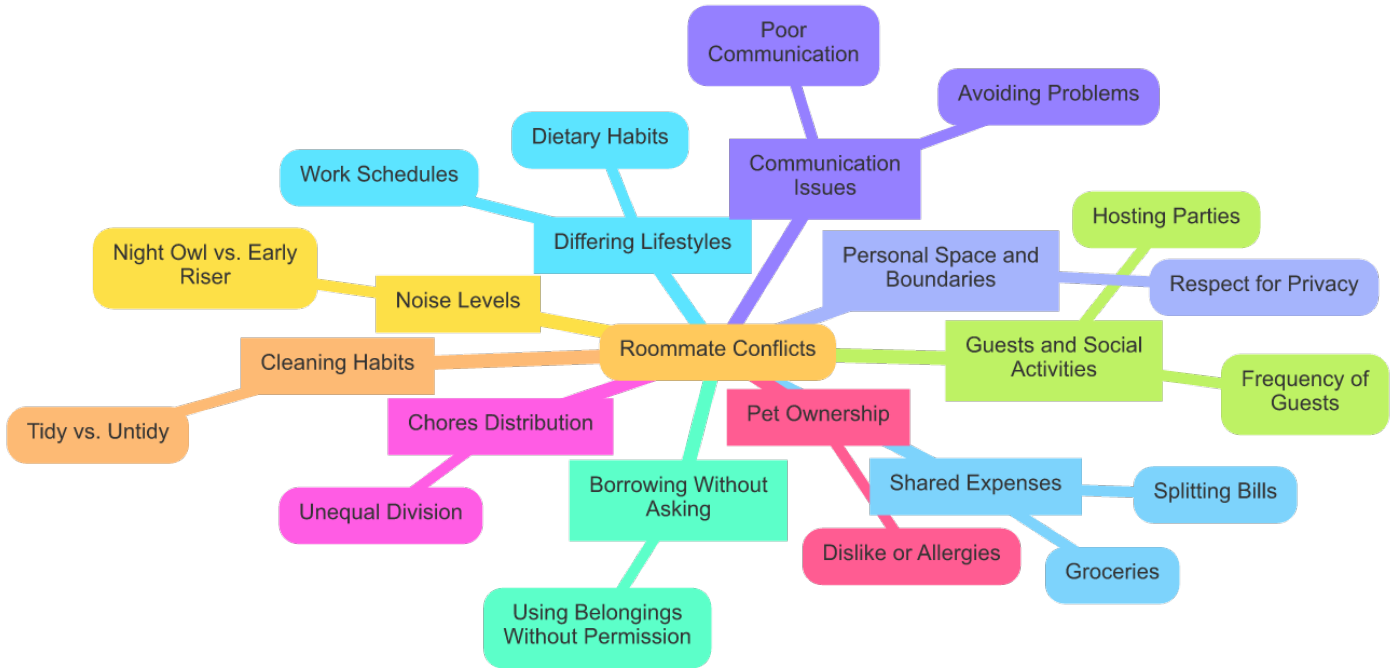 Poor
Communication
Avoiding Problems
Dietary Habits
Communication
Issues
Work Schedules
Hosting Parties
Differing Lifestyles
Night Owl vs. Early
Riser
Personal Space and
Boundaries
Respect for Privacy
Noise Levels
Roommate Conflicts
Guests and Social
Activities
Cleaning Habits
Frequency of
Guests
Tidy vs. Untidy
Chores Distribution
Pet Ownership
Borrowing Without
Asking
Shared Expenses
Splitting Bills
Unequal Division
Dislike or Allergies
Groceries
Using Belongings
Without Permission